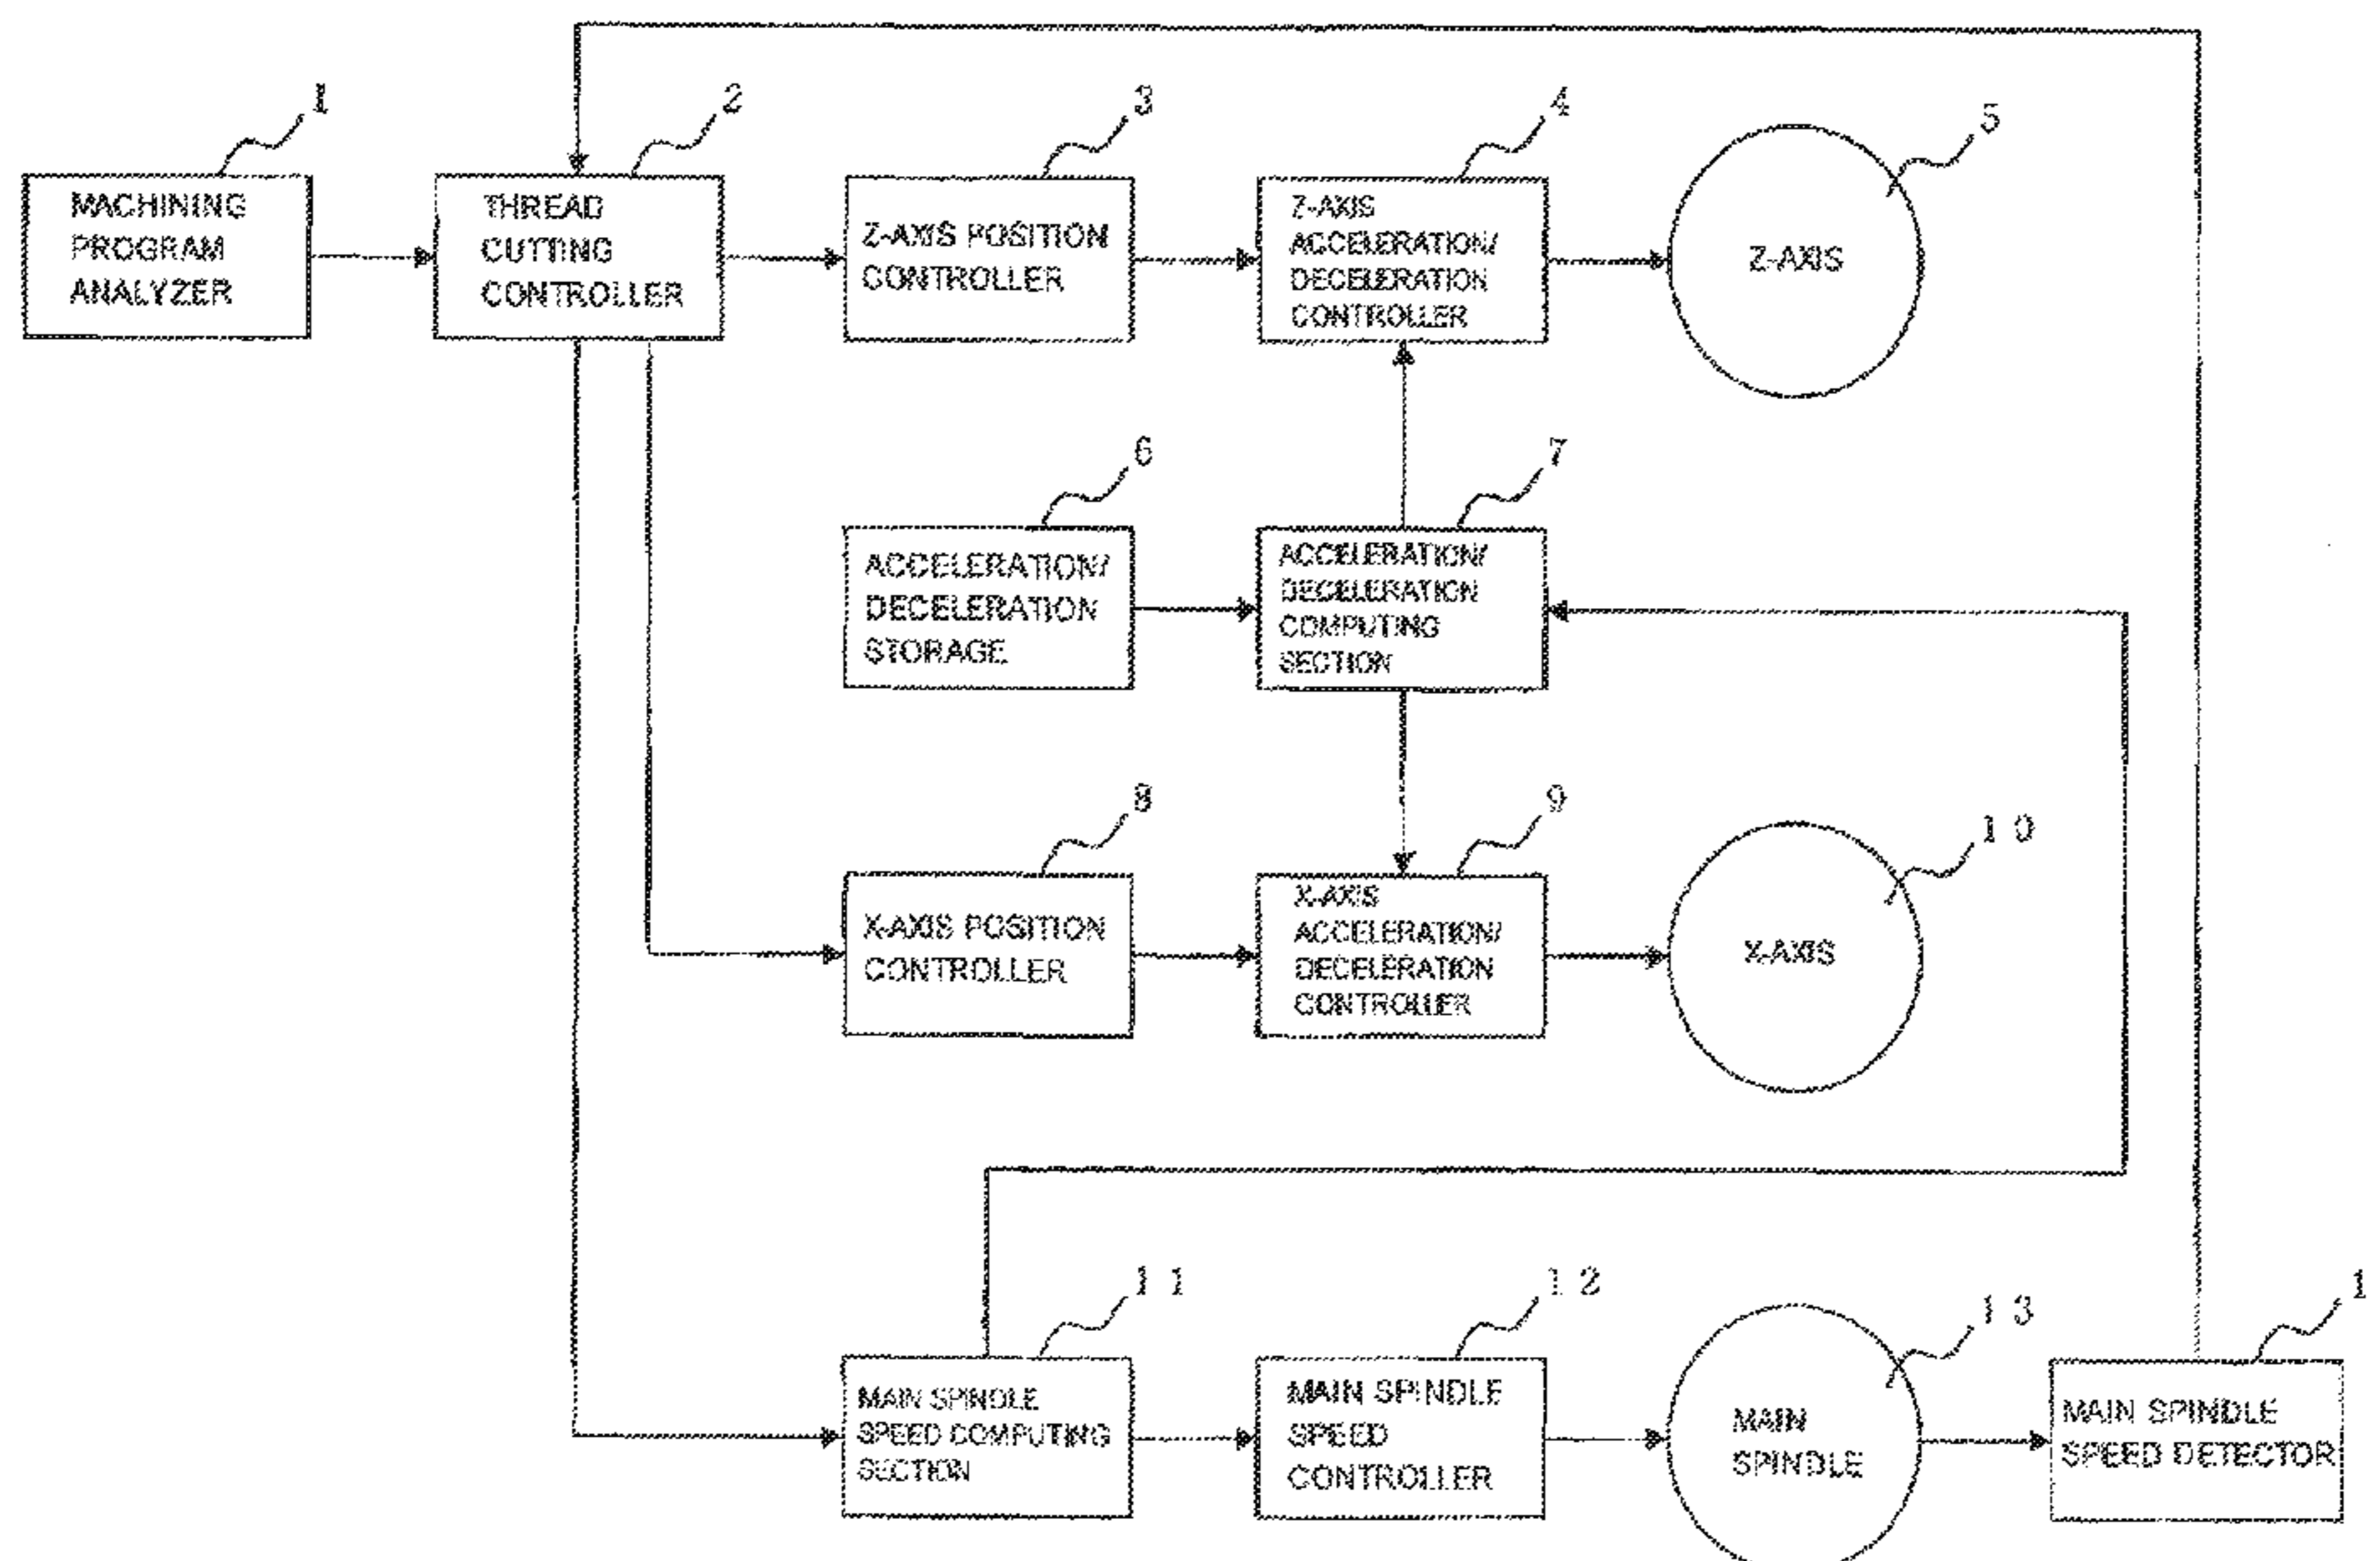 1
2
3
4
5
MACHINING
PROGRAM
ANALYZER
THREAD
CUTTING
CONTROLLER
Z-AXIS POSITION
CONTROLLER
Z-AXIS
ACCELERATION/
DECELERATION
CONTROLLER
Z-AXIS
6
7
ACCELERATION/
DECELERATION
STORAGE
ACCELERATION/
DECELERATION
COMPUTING
SECTION
8
9
10
X-AXIS POSITION
CONTROLLER
X-AXIS
ACCELERATION/
DECELERATION
CONTROLLER
X-AXIS
11
12
13
1
MAIN SPINDLE
SPEED COMPUTING
SECTION
MAIN SPINDLE
SPEED
CONTROLLER
MAIN
SPINDLE
MAIN SPINDLE
SPEED DETECTOR